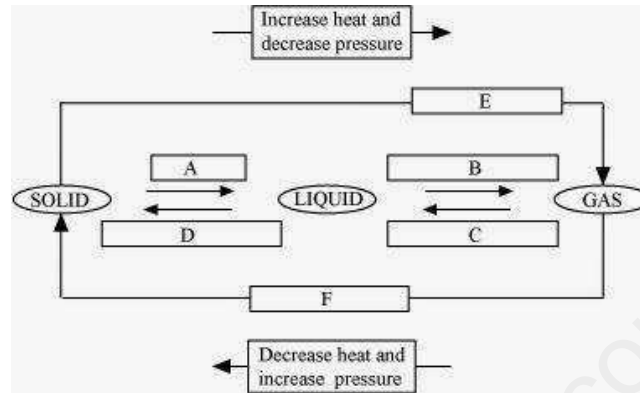 Increase heat and
decrease pressure
E
A
B
SOLID
LIQUID
GAS
D
C
F
Decrease heat and
increase pressure